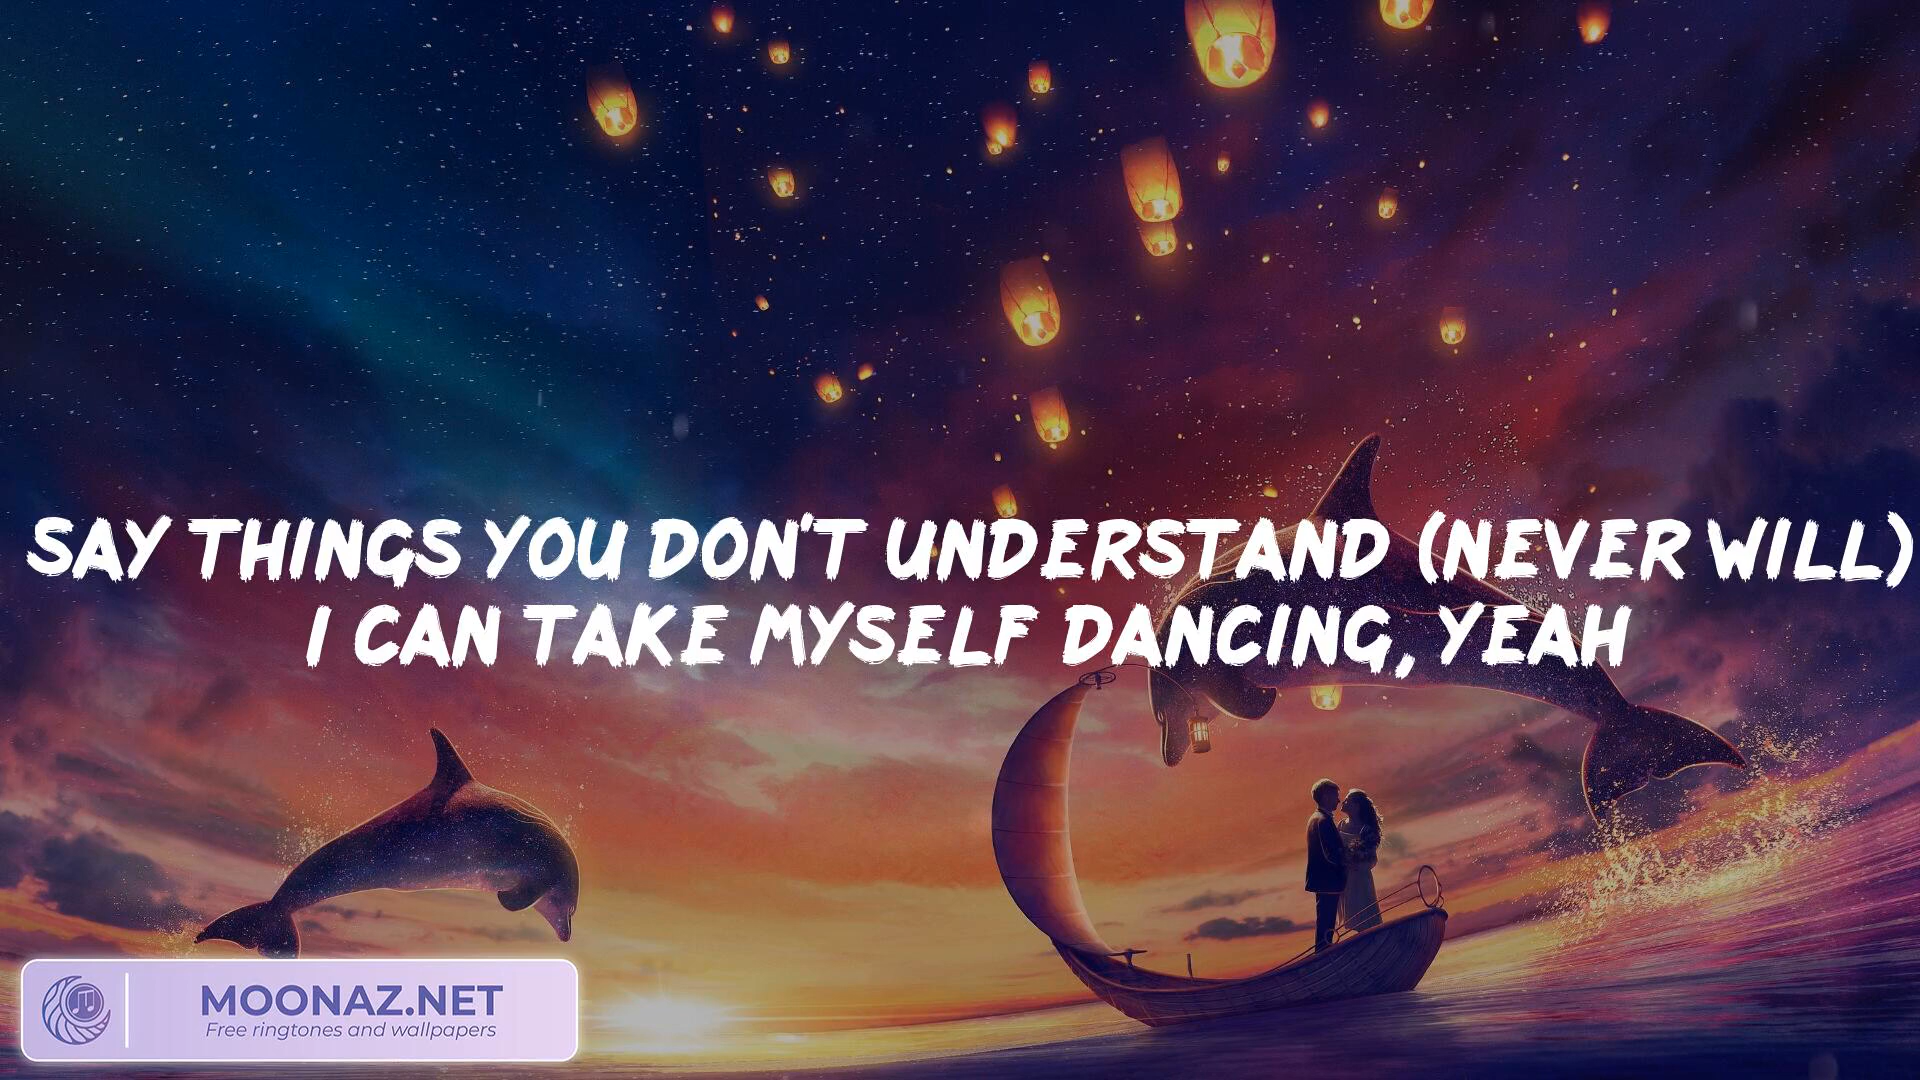 SAY THINGS YOU DON'T UNDERSTAND (NEVER WILL)
I CAN TAKE MYSELF DANCING, YEAH
MOONAZ.NET
Free ringtones and wallpapers